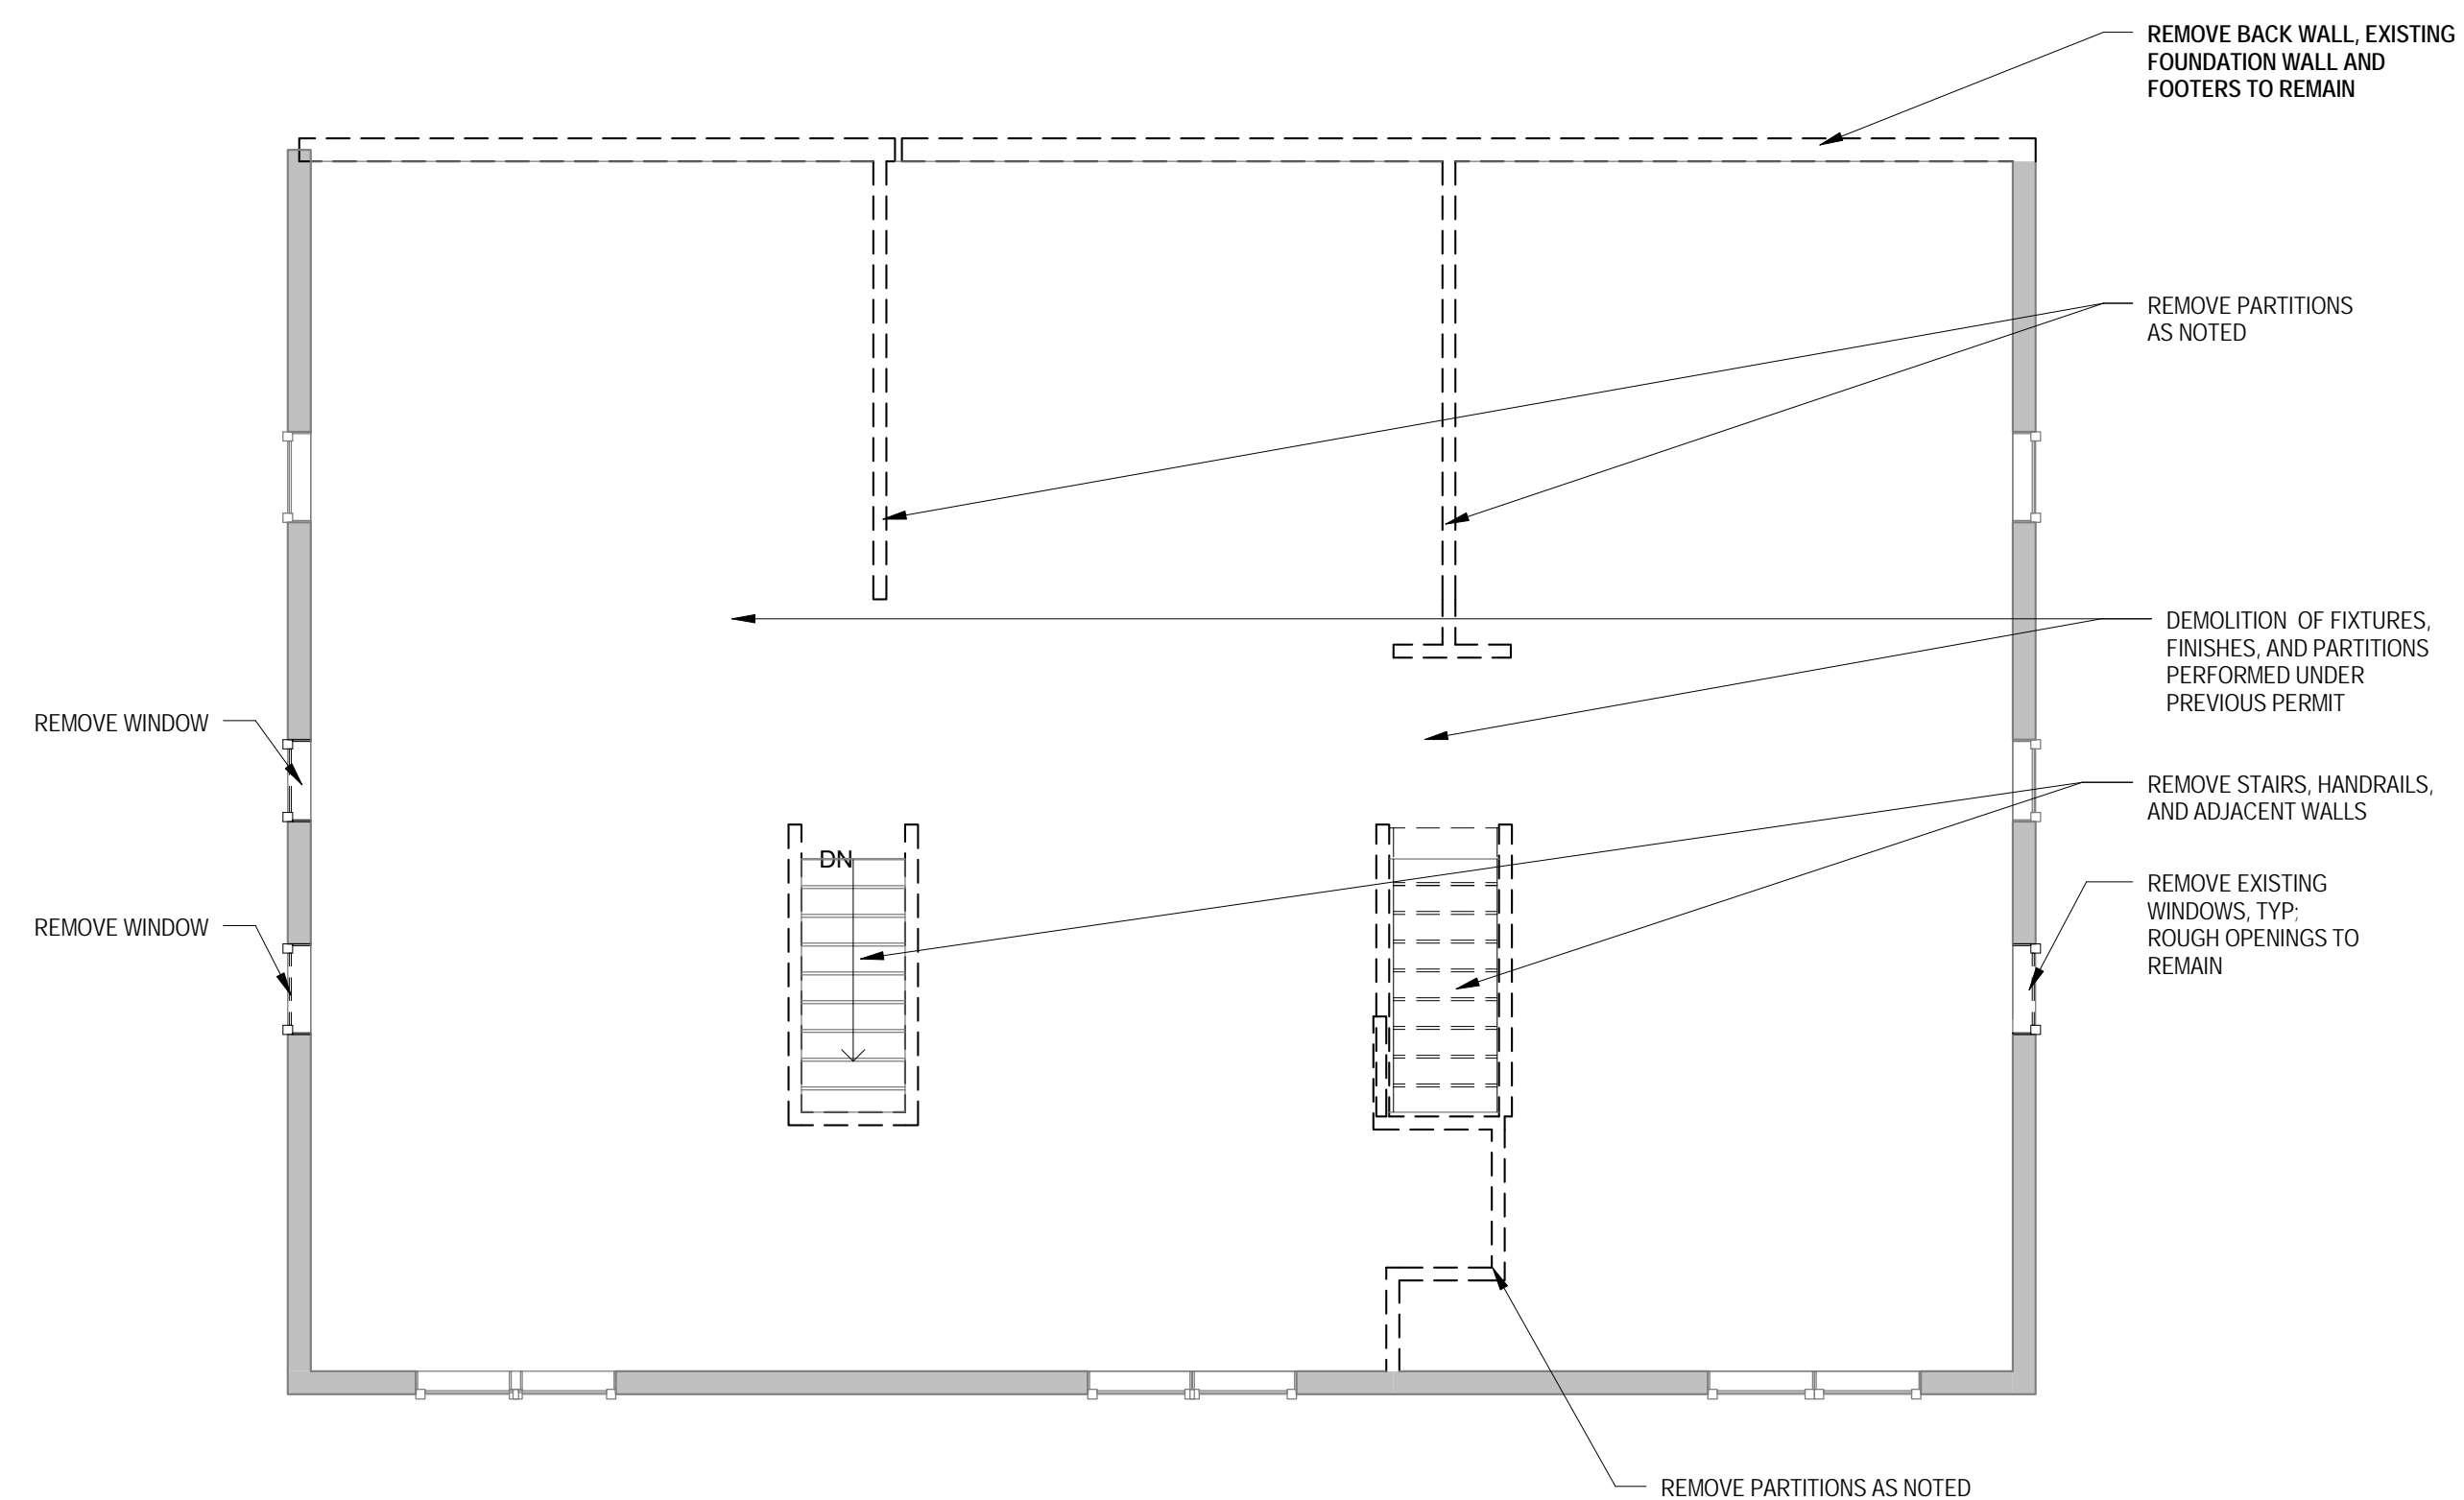 REMOVE BACK WALL, EXISTING
FOUNDATION WALL AND
FOOTERS TO REMAIN
REMOVE PARTITIONS
AS NOTED
DEMOLITION OF FIXTURES,
FINISHES, AND PARTITIONS
PERFORMED UNDER
PREVIOUS PERMIT
REMOVE WINDOW
REMOVE STAIRS, HANDRAILS,
AND ADJACENT WALLS
DN
REMOVE EXISTING
WINDOWS, TYP;
ROUGH OPENINGS TO
REMAIN
REMOVE WINDOW
REMOVE PARTITIONS AS NOTED